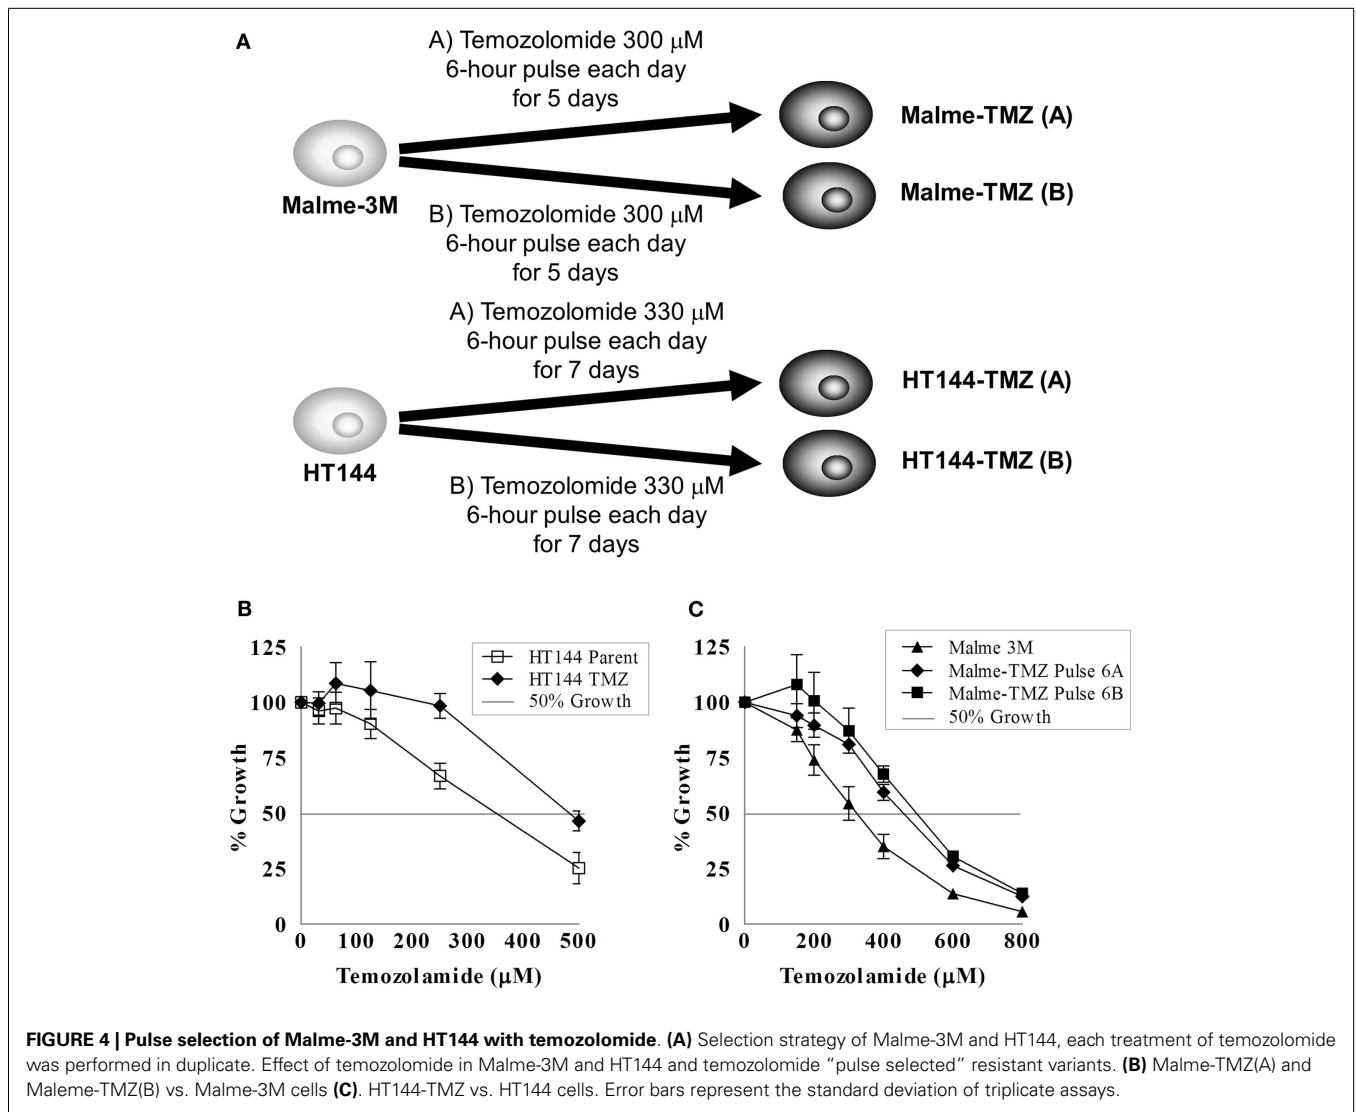 A
A) Temozolomide 300 μM
6-hour pulse each day
for 5 days
Malme-TMZ (A)
Malme-3M
Malme-TMZ (B)
B) Temozolomide 300 μM
6-hour pulse each day
for 5 days
A) Temozolomide 330 μM
6-hour pulse each day
for 7 days
HT144-TMZ (A)
HT144
HT144-TMZ (B)
B) Temozolomide 330 μM
6-hour pulse each day
for 7 days
B
125
100
75
50
25
0
% Growth
HT144 Parent
HT144 TMZ
50% Growth
0 100 200 300 400 500
Temozolamide (μM)
C
125
100
75
50
25
0
% Growth
Malme 3M
Malme-TMZ Pulse 6A
Malme-TMZ Pulse 6B
50% Growth
0 200 400 600 800
Temozolamide (μM)
FIGURE 4 | Pulse selection of Malme-3M and HT144 with temozolomide. (A) Selection strategy of Malme-3M and HT144, each treatment of temozolomide
was performed in duplicate. Effect of temozolomide in Malme-3M and HT144 and temozolomide “pulse selected” resistant variants. (B) Malme-TMZ(A) and
Maleme-TMZ(B) vs. Malme-3M cells (C). HT144-TMZ vs. HT144 cells. Error bars represent the standard deviation of triplicate assays.